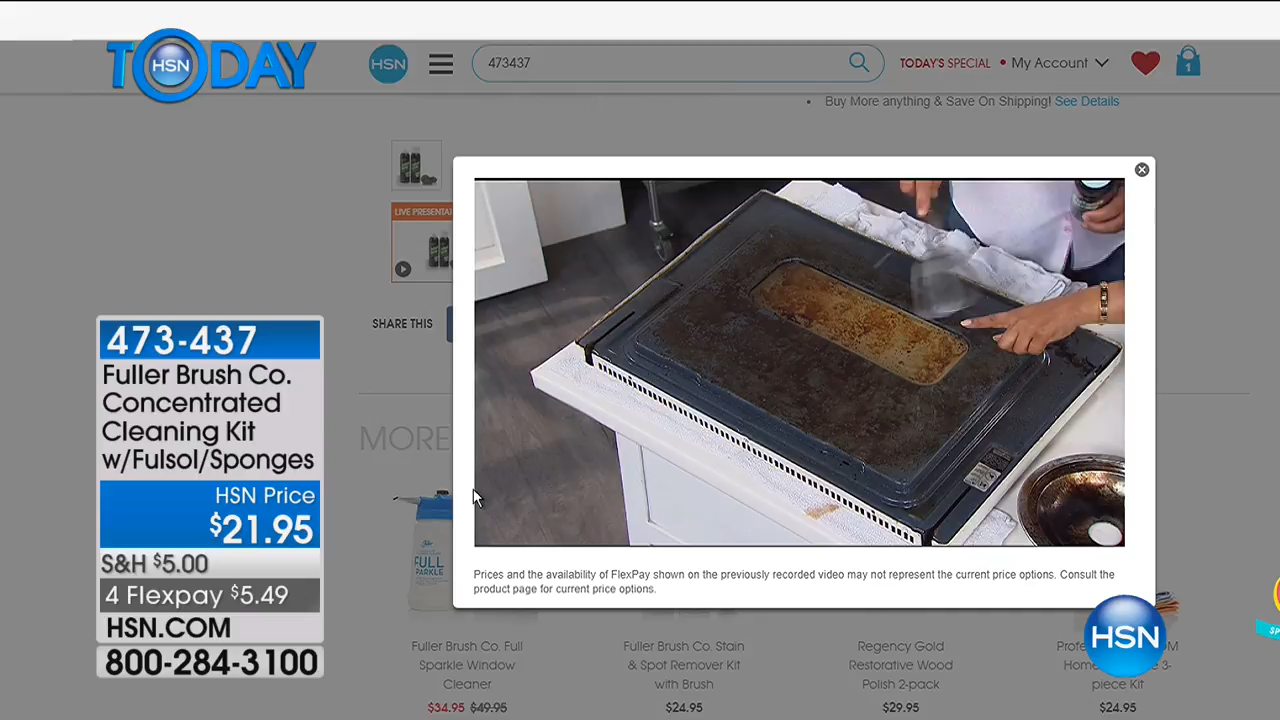 TODAY
HSN
HSN
473437
TODAY'S SPECIAL
My Account
1
Buy More anything & Save On Shipping! See Details
LIVE PRESENTA
SHARE THIS
473-437
Fuller Brush Co.
Concentrated
Cleaning Kit
w/Fulsol/Sponges
HSN Price
$21.95
S&H $5.00
4 Flexpay $5.49
HSN.COM
800-284-3100
MORE
Prices and the availability of FlexPay shown on the previously recorded video may not represent the current price options. Consult the
product page for current price options.
FULL
HSN
Fuller Brush Co. Full
Sparkle Window
Cleaner
$34.95 $49.95
Fuller Brush Co. Stain
& Spot Remover Kit
with Brush
$24.95
Regency Gold
Restorative Wood
Polish 2-pack
$29.95
piece Kit
$24.95